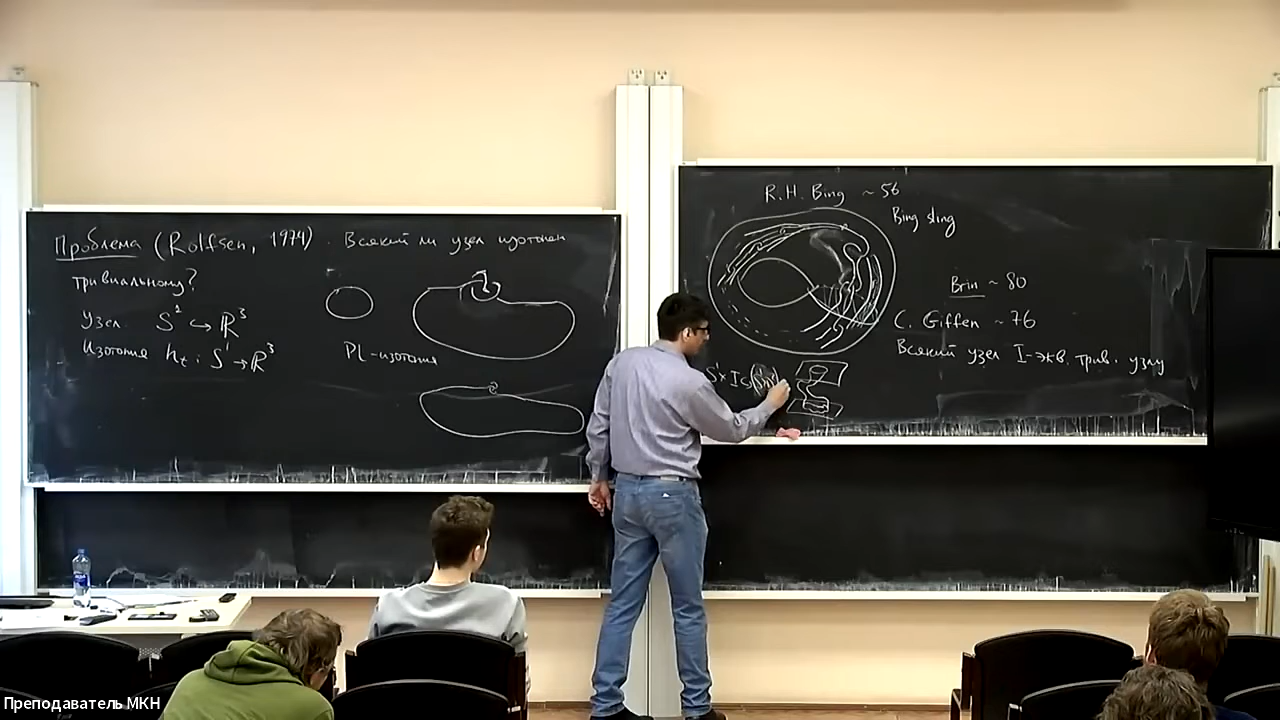 Проблема (Rolfsen, 1974). Всякий ли узел изотопен
тривиальному?
Узел S¹ ↪ ℝ³
Изотопия hₜ : S¹ → ℝ³
PL-изотопия
R.H. Bing ~ 56
Bing sling
Brin ~ 80
C. Giffen ~ 76
Всякий узел I-экв. трив. узлу
S¹ × I ↪
Преподаватель МКН